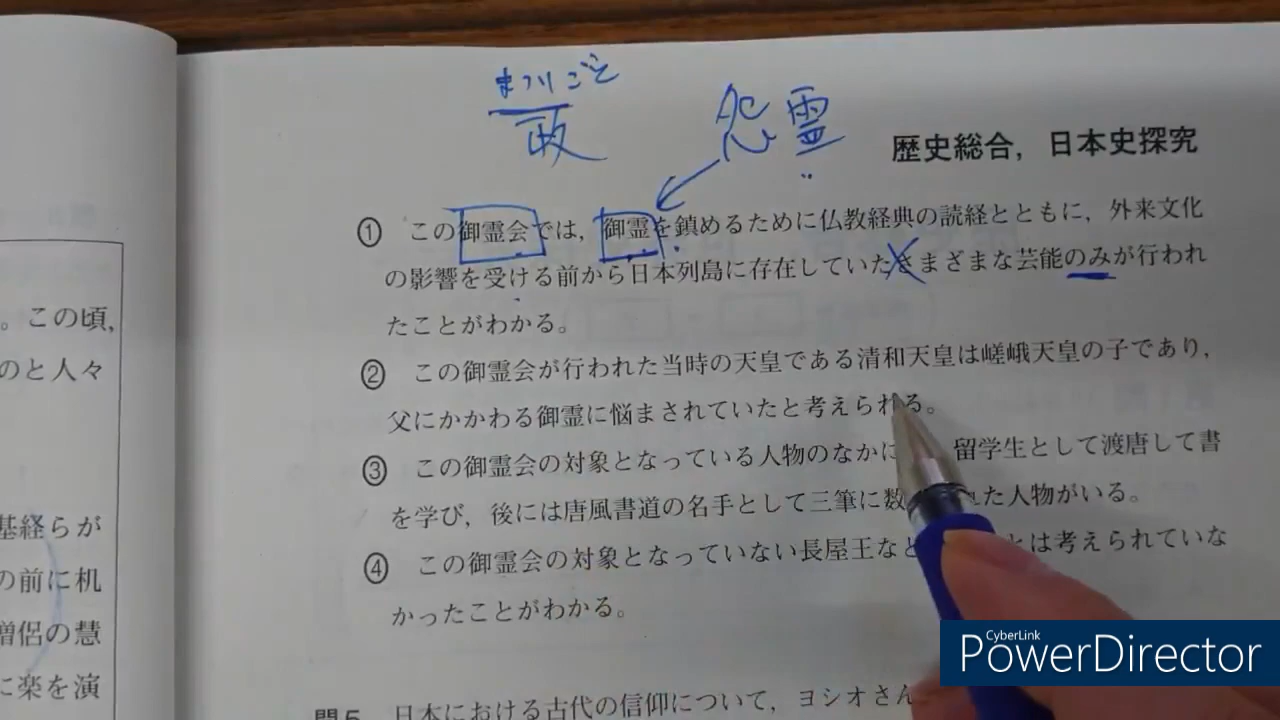 まつりごと
政
怨霊
歴史総合，日本史探究
① この御霊会では，御霊を鎮めるために仏教経典の読経とともに，外来文化
の影響を受ける前から日本列島に存在していたさまざまな芸能のみが行われ
たことがわかる。
② この御霊会が行われた当時の天皇である清和天皇は嵯峨天皇の子であり，
父にかかわる御霊に悩まされていたと考えられる。
③ この御霊会の対象となっている人物のなかに 留学生として渡唐して書
を学び，後には唐風書道の名手として三筆に数 れた人物がいる。
④ この御霊会の対象となっていない長屋王など とは考えられていな
かったことがわかる。
問5 日本における古代の信仰について，ヨシオさん
。この頃，
のと人々
基経らが
の前に机
僧侶の慧
に楽を演
CyberLink
PowerDirector